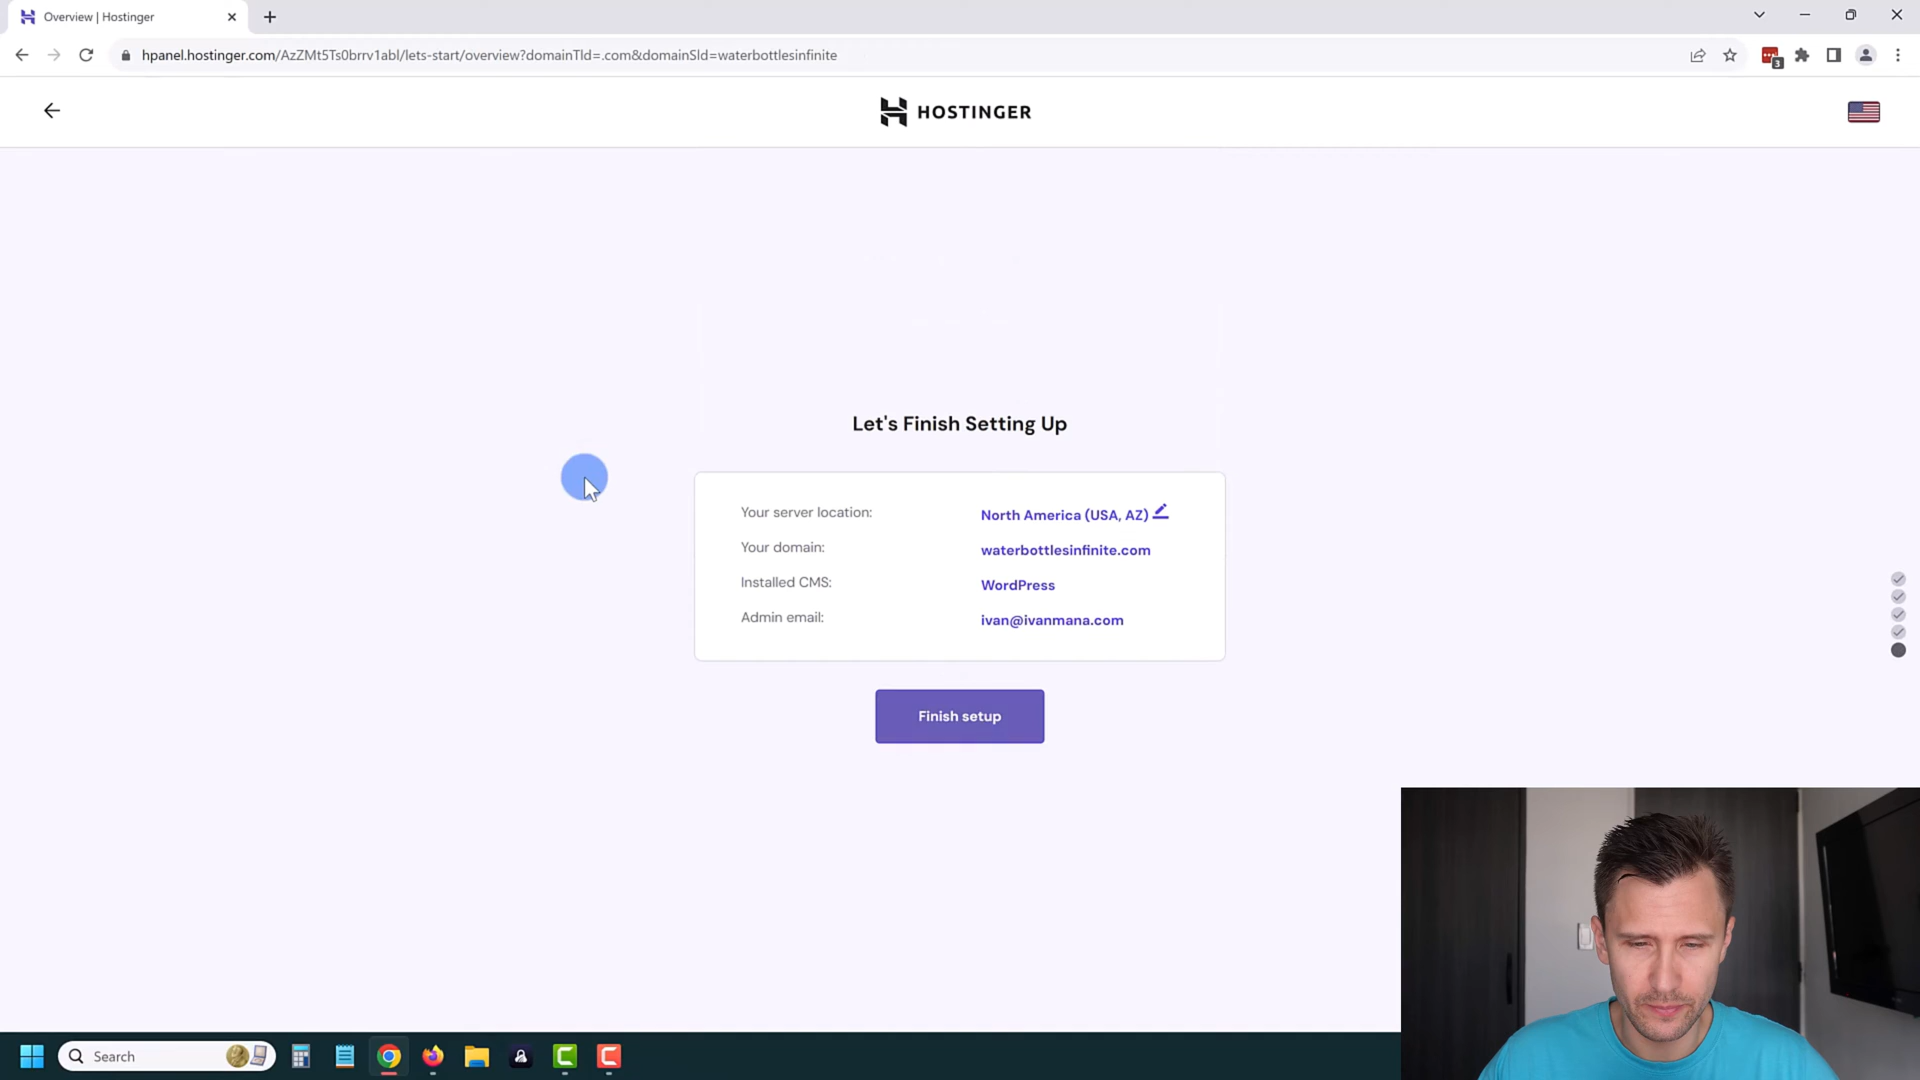 Overview | Hostinger
hpanel.hostinger.com/AzZMt5Ts0brrv1abl/lets-start/overview?domainTld=.com&domainSld=waterbottlesinfinite
3
HOSTINGER
Let's Finish Setting Up
Your server location: North America (USA, AZ)
Your domain: waterbottlesinfinite.com
Installed CMS: WordPress
Admin email: ivan@ivanmana.com
Finish setup
Search